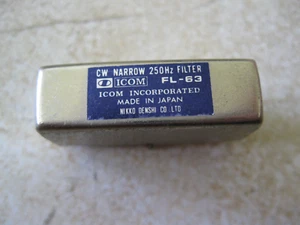 CW NARROW 250Hz FILTER
ICOM FL-63
ICOM INCORPORATED
MADE IN JAPAN
NIKKO DENSHI CO. LTD